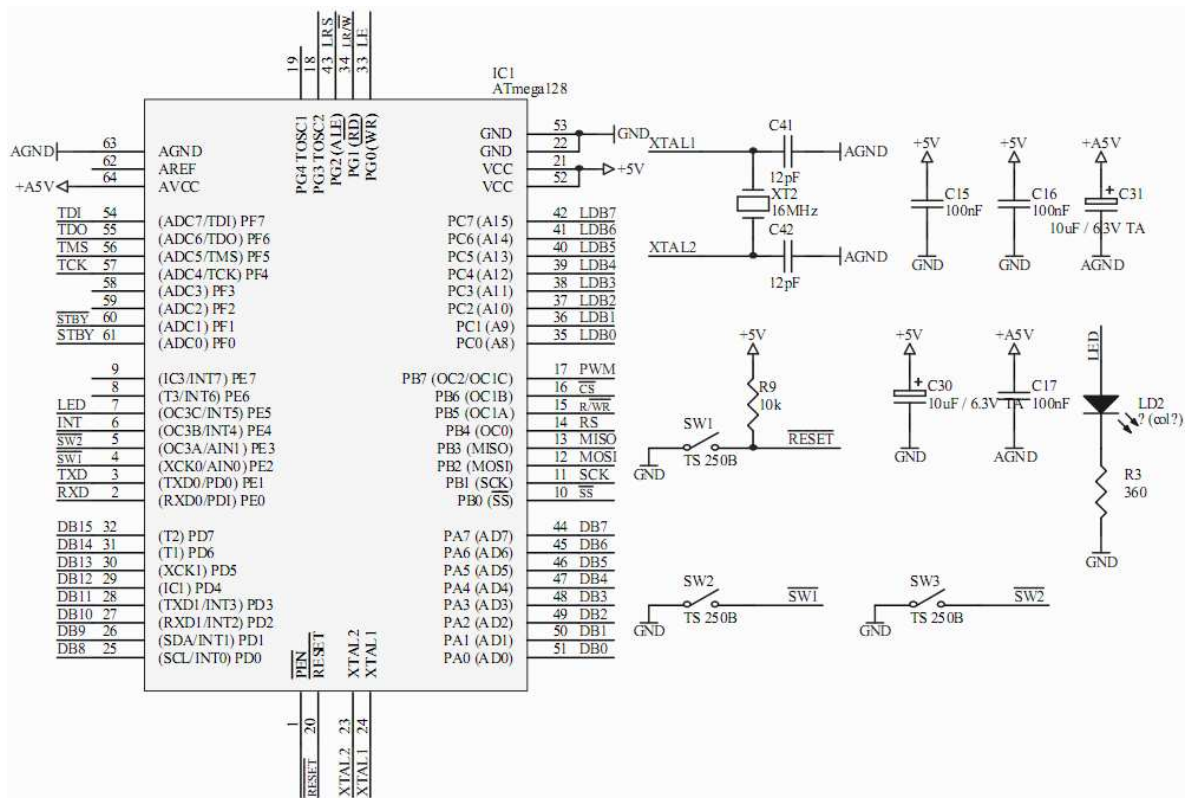 19
18
43 LRS
34 LR/W
33 LE
IC1
ATmega128
PG4 TOSC1
PG3 TOSC2
PG2 (ALE)
PG1 (RD)
PG0 (WR)
AGND 63 AGND
62 AREF
+A5V 64 AVCC
TDI 54 (ADC7/TDI) PF7
TDO 55 (ADC6/TDO) PF6
TMS 56 (ADC5/TMS) PF5
TCK 57 (ADC4/TCK) PF4
58 (ADC3) PF3
59 (ADC2) PF2
STBY 60 (ADC1) PF1
STBY 61 (ADC0) PF0
9 (IC3/INT7) PE7
8 (T3/INT6) PE6
LED 7 (OC3C/INT5) PE5
INT 6 (OC3B/INT4) PE4
SW2 5 (OC3A/AIN1) PE3
SW1 4 (XCK0/AIN0) PE2
TXD 3 (TXD0/PD0) PE1
RXD 2 (RXD0/PDI) PE0
DB15 32 (T2) PD7
DB14 31 (T1) PD6
DB13 30 (XCK1) PD5
DB12 29 (IC1) PD4
DB11 28 (TXD1/INT3) PD3
DB10 27 (RXD1/INT2) PD2
DB9 26 (SDA/INT1) PD1
DB8 25 (SCL/INT0) PD0
GND 53 GND
GND 22
VCC 21 +5V
VCC 52
PC7 (A15) 42 LDB7
PC6 (A14) 41 LDB6
PC5 (A13) 40 LDB5
PC4 (A12) 39 LDB4
PC3 (A11) 38 LDB3
PC2 (A10) 37 LDB2
PC1 (A9) 36 LDB1
PC0 (A8) 35 LDB0
PB7 (OC2/OC1C) 17 PWM
PB6 (OC1B) 16 CS
PB5 (OC1A) 15 R/WR
PB4 (OC0) 14 RS
PB3 (MISO) 13 MISO
PB2 (MOSI) 12 MOSI
PB1 (SCK) 11 SCK
PB0 (SS) 10 SS
PA7 (AD7) 44 DB7
PA6 (AD6) 45 DB6
PA5 (AD5) 46 DB5
PA4 (AD4) 47 DB4
PA3 (AD3) 48 DB3
PA2 (AD2) 49 DB2
PA1 (AD1) 50 DB1
PA0 (AD0) 51 DB0
PEN
RESET
XTAL2
XTAL1
1
20 RESET
23 XTAL2
24 XTAL1
XTAL1
C41
12pF
AGND
XT2
16MHz
XTAL2
C42
12pF
AGND
+5V
C15
100nF
GND
+5V
C16
100nF
GND
+A5V
+
C31
10uF / 6.3V TA
AGND
+5V
R9
10k
SW1
TS 250B
GND
RESET
+5V
+
C30
10uF / 6.3V TA
GND
+A5V
C17
100nF
AGND
LED
LD2
? (col?)
R3
360
GND
SW2
TS 250B
GND
SW1
SW3
TS 250B
GND
SW2